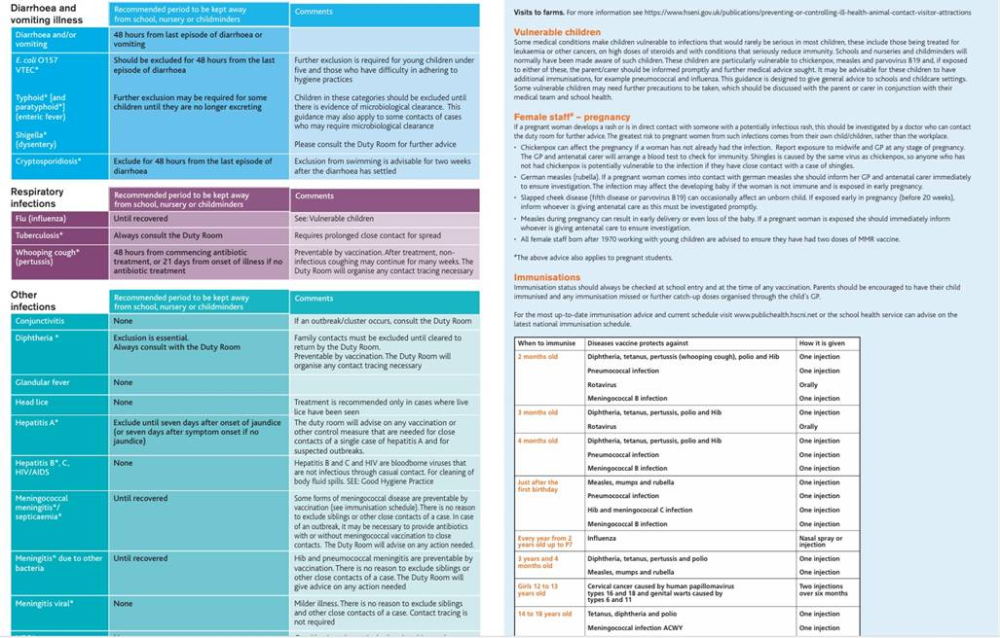 Diarrhoea and
vomiting illness
Recommended period to be kept away
from school, nursery or childminders
Comments
Diarrhoea and/or
vomiting
48 hours from last episode of diarrhoea or
vomiting
E. coli O157
VTEC*
Should be excluded for 48 hours from the last
episode of diarrhoea
Further exclusion is required for young children under
five and those who have difficulty in adhering to
hygiene practices
Typhoid* [and
paratyphoid*]
(enteric fever)
Further exclusion may be required for some
children until they are no longer excreting
Children in these categories should be excluded until
there is evidence of microbiological clearance. This
guidance may also apply to some contacts of cases
who may require microbiological clearance
Shigella*
(dysentery)
Please consult the Duty Room for further advice
Cryptosporidiosis*
Exclude for 48 hours from the last episode of
diarrhoea
Exclusion from swimming is advisable for two weeks
after the diarrhoea has settled
Respiratory
infections
Recommended period to be kept away
from school, nursery or childminders
Comments
Flu (influenza)
Until recovered
See: Vulnerable children
Tuberculosis*
Always consult the Duty Room
Requires prolonged close contact for spread
Whooping cough*
(pertussis)
48 hours from commencing antibiotic
treatment, or 21 days from onset of illness if no
antibiotic treatment
Preventable by vaccination. After treatment, non-
infectious coughing may continue for many weeks. The
Duty Room will organise any contact tracing necessary
Other
infections
Recommended period to be kept away
from school, nursery or childminders
Comments
Conjunctivitis
None
If an outbreak/cluster occurs, consult the Duty Room
Diphtheria *
Exclusion is essential.
Always consult with the Duty Room
Family contacts must be excluded until cleared to
return by the Duty Room.
Preventable by vaccination. The Duty Room will
organise any contact tracing necessary
Glandular fever
None
Head lice
None
Treatment is recommended only in cases where live
lice have been seen
Hepatitis A*
Exclude until seven days after onset of jaundice
(or seven days after symptom onset if no
jaundice)
The duty room will advise on any vaccination or
other control measure that are needed for close
contacts of a single case of hepatitis A and for
suspected outbreaks.
Hepatitis B*, C,
HIV/AIDS
None
Hepatitis B and C and HIV are bloodborne viruses that
are not infectious through casual contact. For cleaning of
body fluid spills. SEE: Good Hygiene Practice
Meningococcal
meningitis*/
septicaemia*
Until recovered
Some forms of meningococcal disease are preventable by
vaccination (see immunisation schedule). There is no reason
to exclude siblings or other close contacts of a case. In case
of an outbreak, it may be necessary to provide antibiotics
with or without meningococcal vaccination to close
contacts. The Duty Room will advise on any action needed.
Meningitis* due to other
bacteria
Until recovered
Hib and pneumococcal meningitis are preventable by
vaccination. There is no reason to exclude siblings or
other close contacts of a case. The Duty Room will
give advice on any action needed
Meningitis viral*
None
Milder illness. There is no reason to exclude siblings
and other close contacts of a case. Contact tracing is
not required
Visits to farms. For more information see https://www.hseni.gov.uk/publications/preventing-or-controlling-ill-health-animal-contact-visitor-attractions
Vulnerable children
Some medical conditions make children vulnerable to infections that would rarely be serious in most children, these include those being treated for
leukaemia or other cancers, on high doses of steroids and with conditions that seriously reduce immunity. Schools and nurseries and childminders will
normally have been made aware of such children. These children are particularly vulnerable to chickenpox, measles and parvovirus B19 and, if exposed
to either of these, the parent/carer should be informed promptly and further medical advice sought. It may be advisable for these children to have
additional immunisations, for example pneumococcal and influenza. This guidance is designed to give general advice to schools and childcare settings.
Some vulnerable children may need further precautions to be taken, which should be discussed with the parent or carer in conjunction with their
medical team and school health.
Female staff# – pregnancy
If a pregnant woman develops a rash or is in direct contact with someone with a potentially infectious rash, this should be investigated by a doctor who can contact
the duty room for further advice. The greatest risk to pregnant women from such infections comes from their own child/children, rather than the workplace.
• Chickenpox can affect the pregnancy if a woman has not already had the infection. Report exposure to midwife and GP at any stage of pregnancy.
The GP and antenatal carer will arrange a blood test to check for immunity. Shingles is caused by the same virus as chickenpox, so anyone who has
not had chickenpox is potentially vulnerable to the infection if they have close contact with a case of shingles.
• German measles (rubella). If a pregnant woman comes into contact with german measles she should inform her GP and antenatal carer immediately
to ensure investigation. The infection may affect the developing baby if the woman is not immune and is exposed in early pregnancy.
• Slapped cheek disease (fifth disease or parvovirus B19) can occasionally affect an unborn child. If exposed early in pregnancy (before 20 weeks),
inform whoever is giving antenatal care as this must be investigated promptly.
• Measles during pregnancy can result in early delivery or even loss of the baby. If a pregnant woman is exposed she should immediately inform
whoever is giving antenatal care to ensure investigation.
• All female staff born after 1970 working with young children are advised to ensure they have had two doses of MMR vaccine.
#The above advice also applies to pregnant students.
Immunisations
Immunisation status should always be checked at school entry and at the time of any vaccination. Parents should be encouraged to have their child
immunised and any immunisation missed or further catch-up doses organised through the child's GP.
For the most up-to-date immunisation advice and current schedule visit www.publichealth.hscni.net or the school health service can advise on the
latest national immunisation schedule.
When to immunise
Diseases vaccine protects against
How it is given
2 months old
Diphtheria, tetanus, pertussis (whooping cough), polio and Hib
One injection
Pneumococcal infection
One injection
Rotavirus
Orally
Meningococcal B infection
One injection
3 months old
Diphtheria, tetanus, pertussis, polio and Hib
One injection
Rotavirus
Orally
4 months old
Diphtheria, tetanus, pertussis, polio and Hib
One injection
Pneumococcal infection
One injection
Meningococcal B infection
One injection
Just after the
first birthday
Measles, mumps and rubella
One injection
Pneumococcal infection
One injection
Hib and meningococcal C infection
One injection
Meningococcal B infection
One injection
Every year from 2
years old up to P7
Influenza
Nasal spray or
injection
3 years and 4
months old
Diphtheria, tetanus, pertussis and polio
One injection
Measles, mumps and rubella
One injection
Girls 12 to 13
years old
Cervical cancer caused by human papillomavirus
types 16 and 18 and genital warts caused by
types 6 and 11
Two injections
over six months
14 to 18 years old
Tetanus, diphtheria and polio
One injection
Meningococcal infection ACWY
One injection